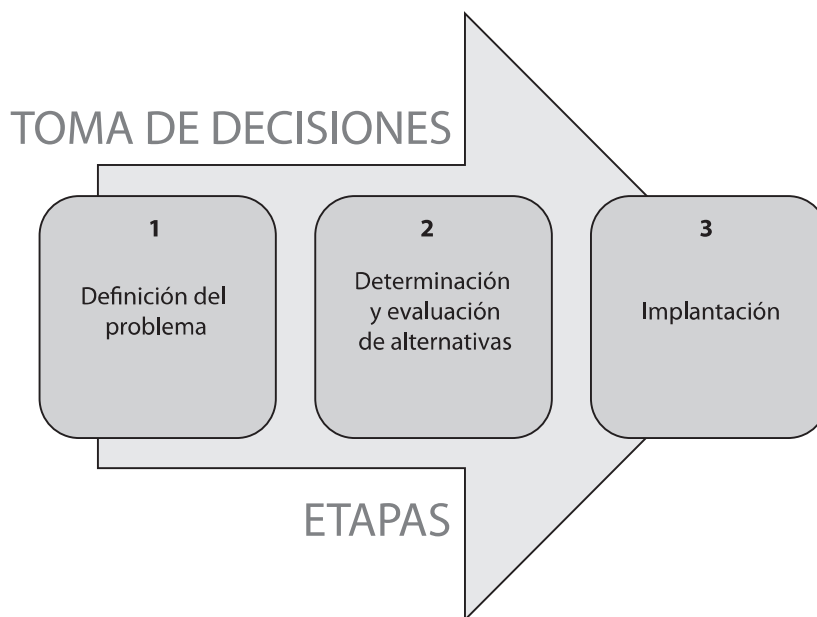 TOMA DE DECISIONES
1
Definición del
problema
2
Determinación
y evaluación
de alternativas
3
Implantación
ETAPAS